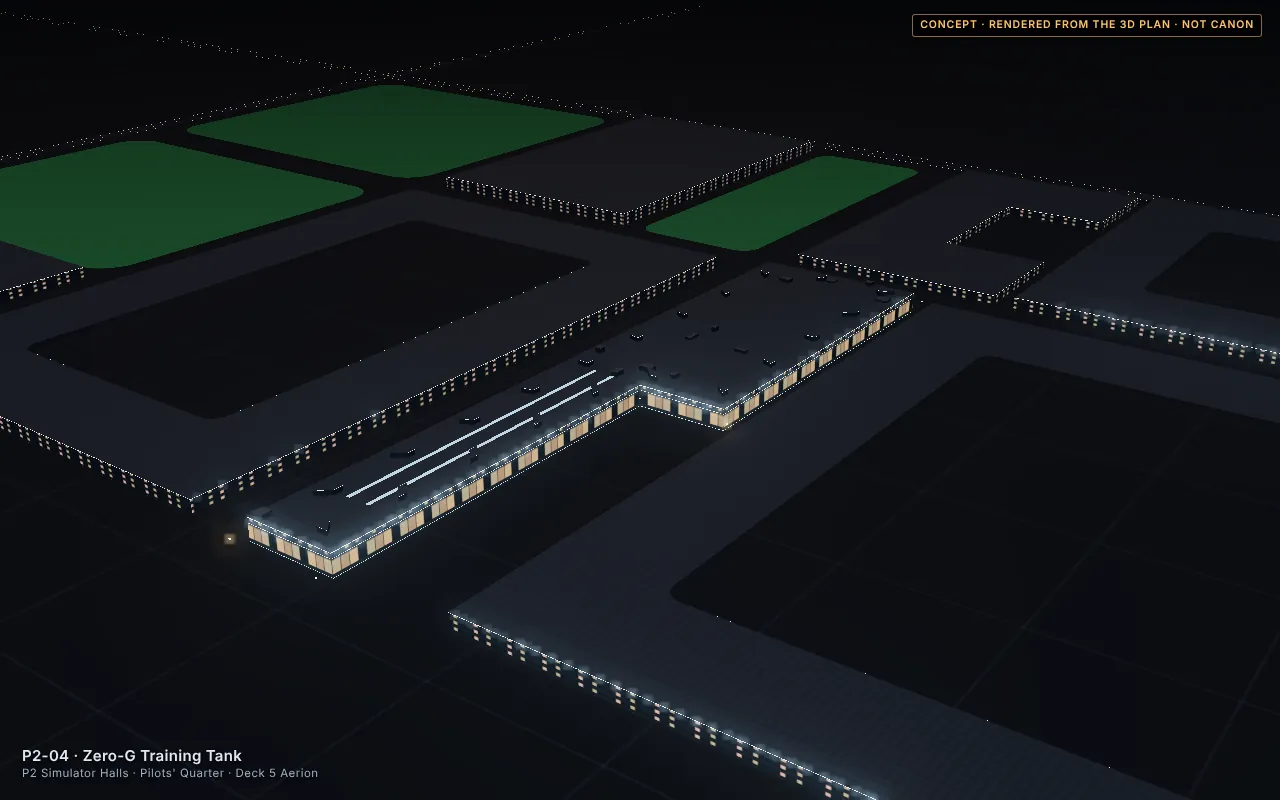 CONCEPT · RENDERED FROM THE 3D PLAN · NOT CANON
P2-04 · Zero-G Training Tank
P2 Simulator Halls · Pilots' Quarter · Deck 5 Aerion